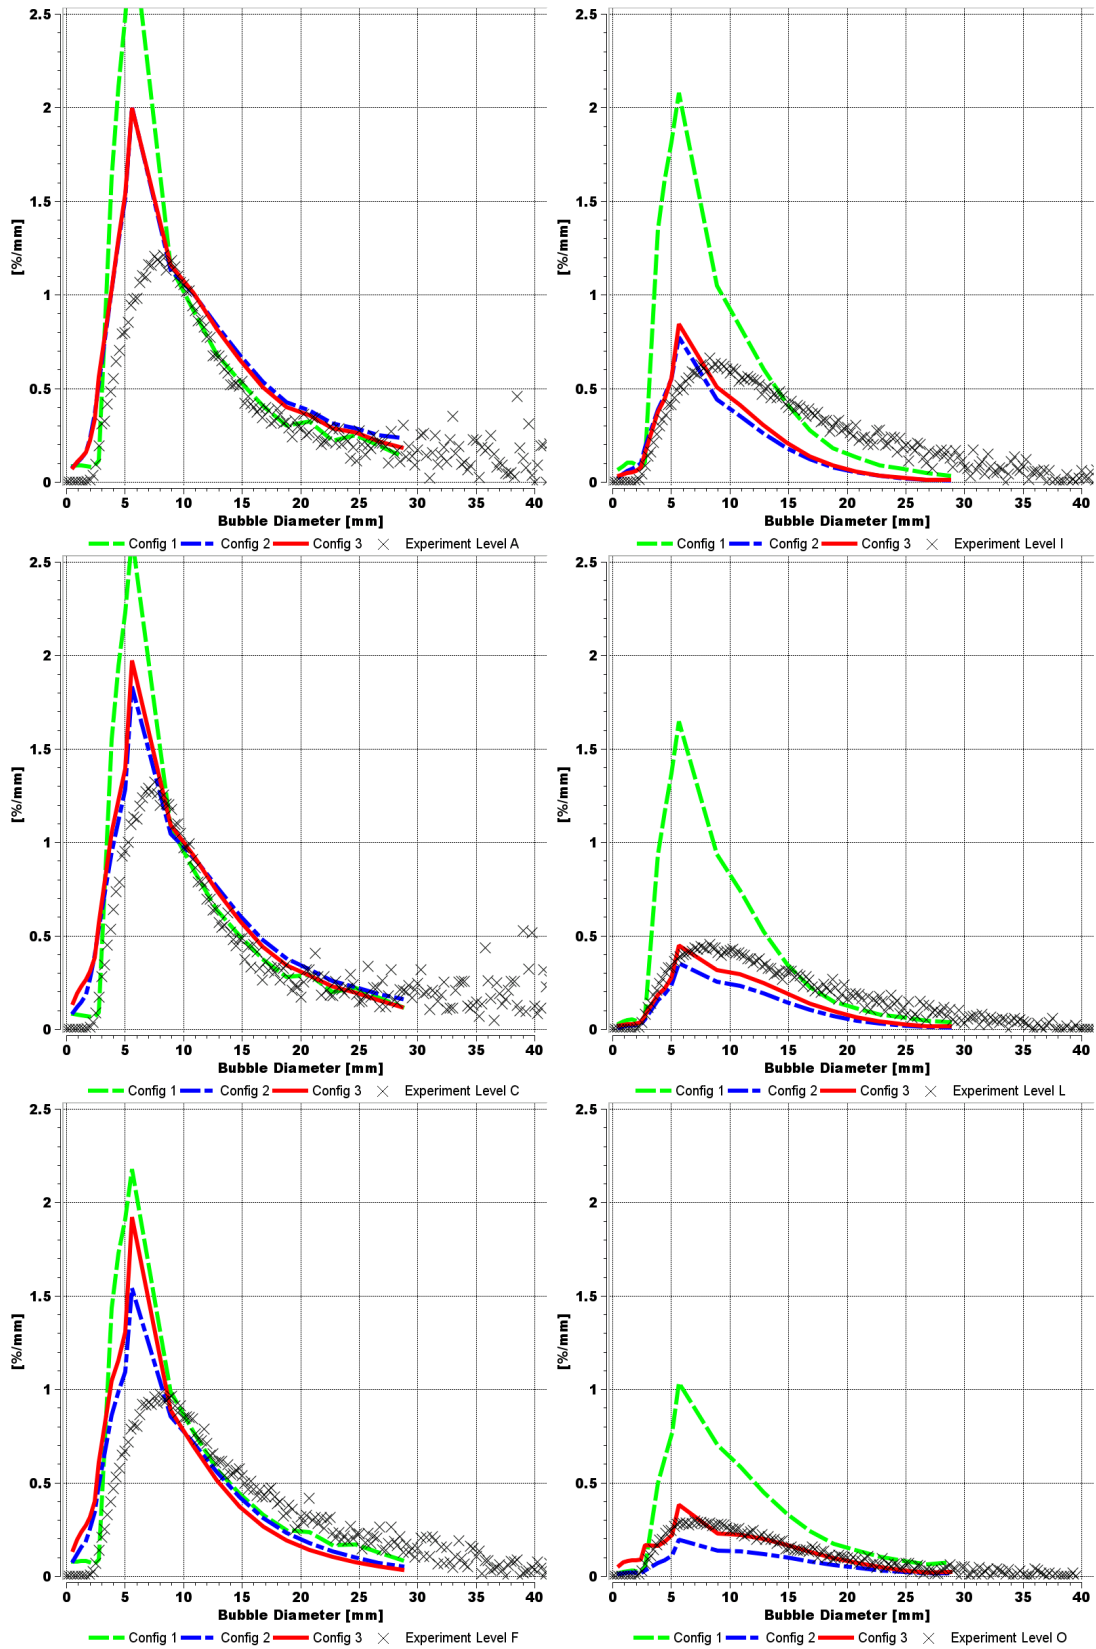 2.5
2
1.5
1
0.5
0
[%/mm]
0 5 10 15 20 25 30 35 40
Bubble Diameter [mm]
Config 1 Config 2 Config 3 Experiment Level A
2.5
2
1.5
1
0.5
0
[%/mm]
0 5 10 15 20 25 30 35 40
Bubble Diameter [mm]
Config 1 Config 2 Config 3 Experiment Level I
2.5
2
1.5
1
0.5
0
[%/mm]
0 5 10 15 20 25 30 35 40
Bubble Diameter [mm]
Config 1 Config 2 Config 3 Experiment Level C
2.5
2
1.5
1
0.5
0
[%/mm]
0 5 10 15 20 25 30 35 40
Bubble Diameter [mm]
Config 1 Config 2 Config 3 Experiment Level L
2.5
2
1.5
1
0.5
0
[%/mm]
0 5 10 15 20 25 30 35 40
Bubble Diameter [mm]
Config 1 Config 2 Config 3 Experiment Level F
2.5
2
1.5
1
0.5
0
[%/mm]
0 5 10 15 20 25 30 35 40
Bubble Diameter [mm]
Config 1 Config 2 Config 3 Experiment Level O